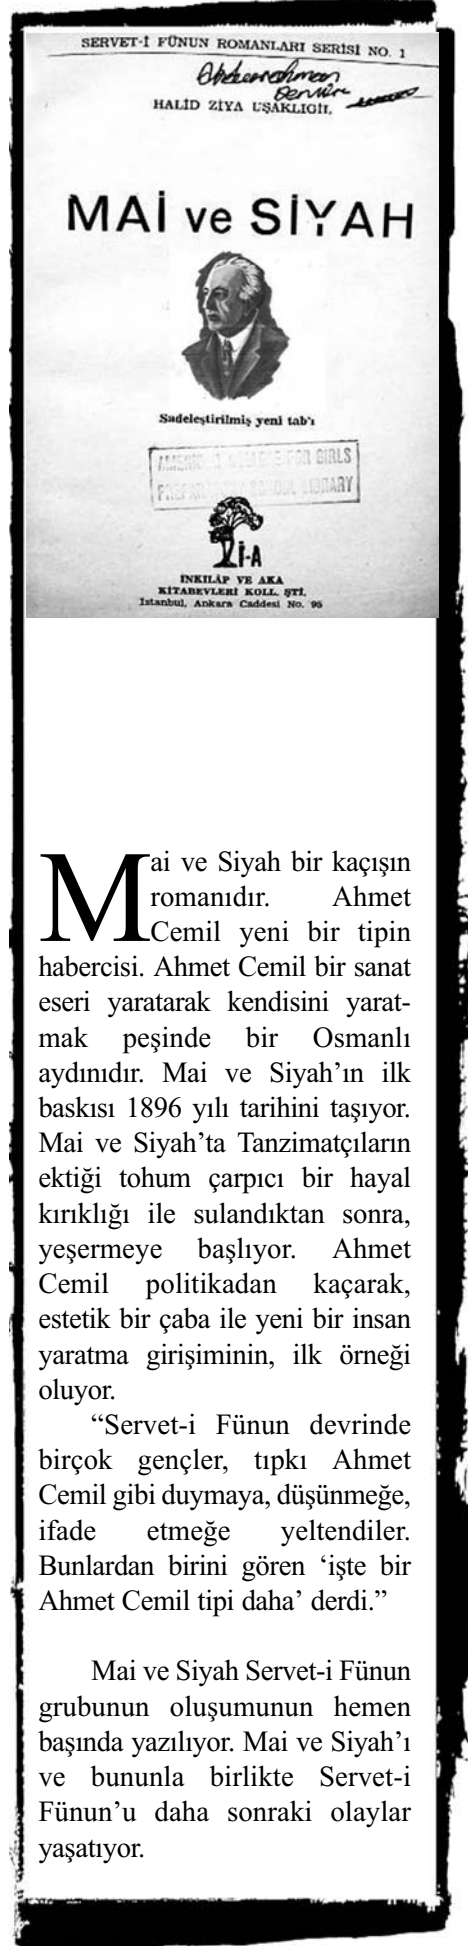 SERVET-İ FÜNUN ROMANLARI SERİSİ NO. 1
HALİD ZİYA UŞAKLIGİL
MAİ ve SİYAH
Sadeleştirilmiş yeni tab'ı
FOR GIRLS
LIBRARY
İ-A
İNKILÂP VE AKA
KİTABEVLERİ KOLL. ŞTİ.
İstanbul, Ankara Caddesi No. 95
Mai ve Siyah bir kaçışın
romanıdır. Ahmet
Cemil yeni bir tipin
habercisi. Ahmet Cemil bir sanat
eseri yaratarak kendisini yarat-
mak peşinde bir Osmanlı
aydınıdır. Mai ve Siyah’ın ilk
baskısı 1896 yılı tarihini taşıyor.
Mai ve Siyah’ta Tanzimatçıların
ektiği tohum çarpıcı bir hayal
kırıklığı ile sulandıktan sonra,
yeşermeye başlıyor. Ahmet
Cemil politikadan kaçarak,
estetik bir çaba ile yeni bir insan
yaratma girişiminin, ilk örneği
oluyor.
“Servet-i Fünun devrinde
birçok gençler, tıpkı Ahmet
Cemil gibi duymaya, düşünmeğe,
ifade etmeğe yeltendiler.
Bunlardan birini gören ‘işte bir
Ahmet Cemil tipi daha’ derdi.”
Mai ve Siyah Servet-i Fünun
grubunun oluşumunun hemen
başında yazılıyor. Mai ve Siyah’ı
ve bununla birlikte Servet-i
Fünun’u daha sonraki olaylar
yaşatıyor.